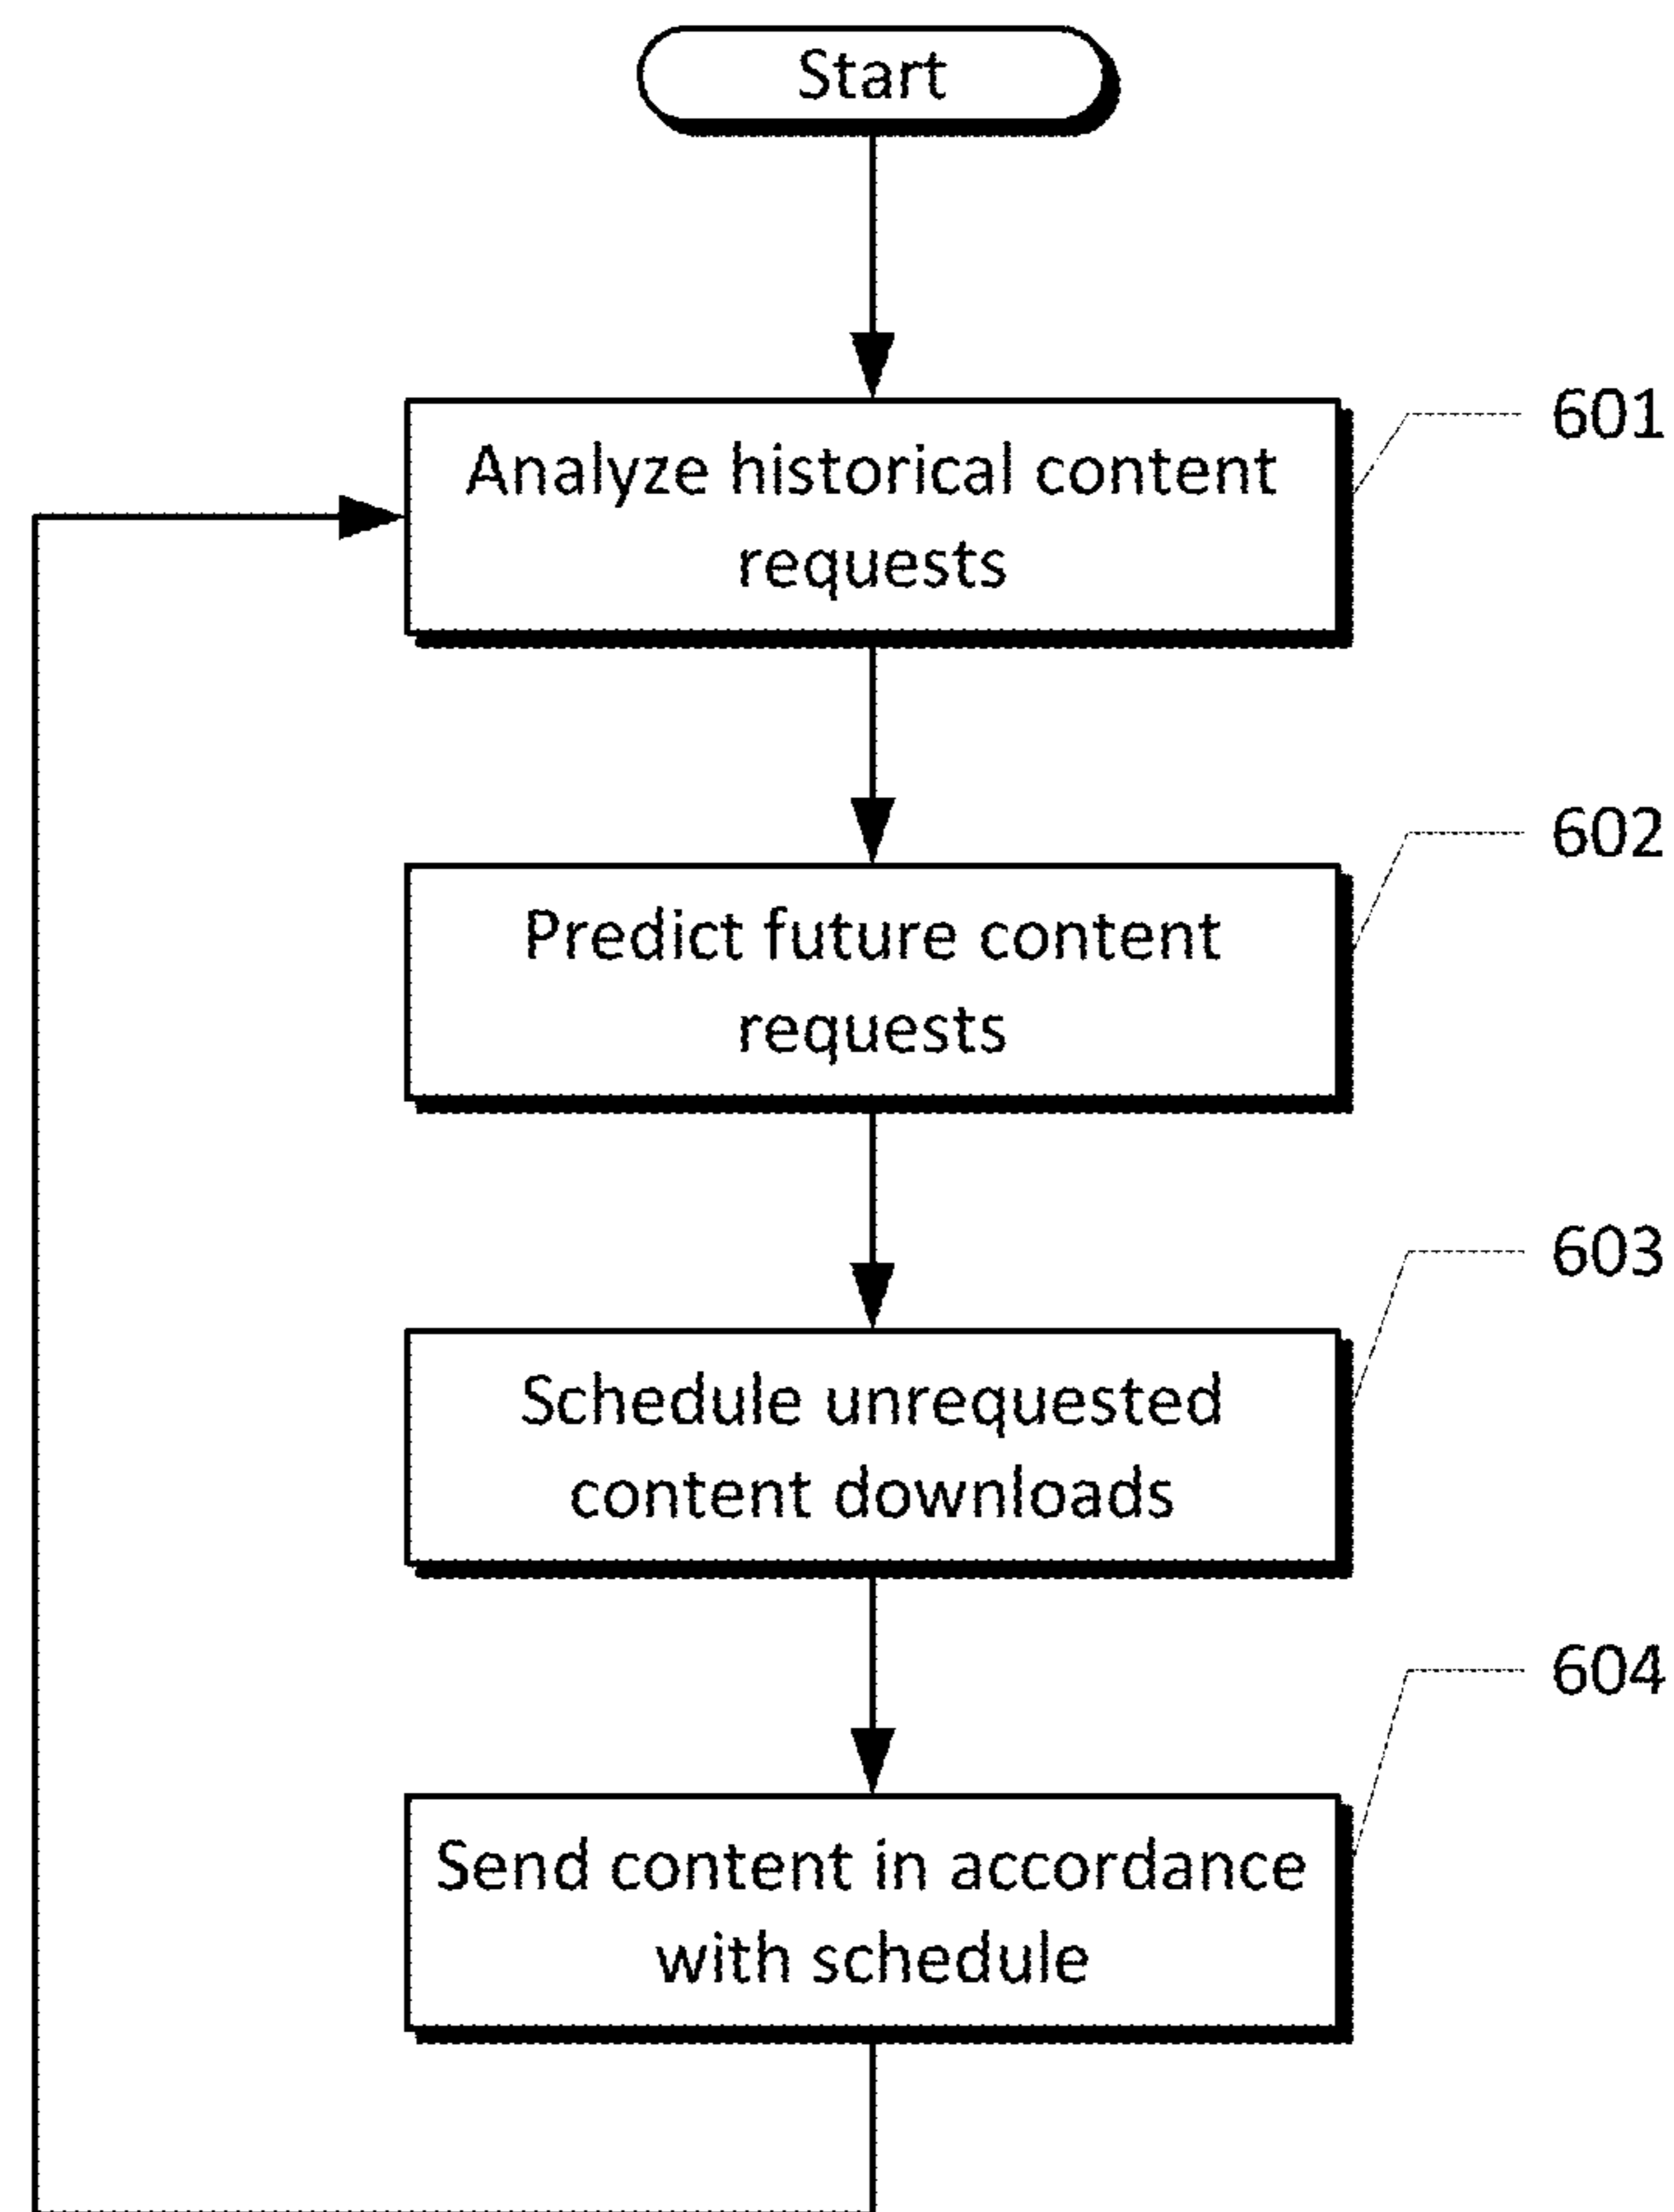 Start
601
Analyze historical content
requests
602
Predict future content
requests
603
Schedule unrequested
content downloads
604
Send content in accordance
with schedule